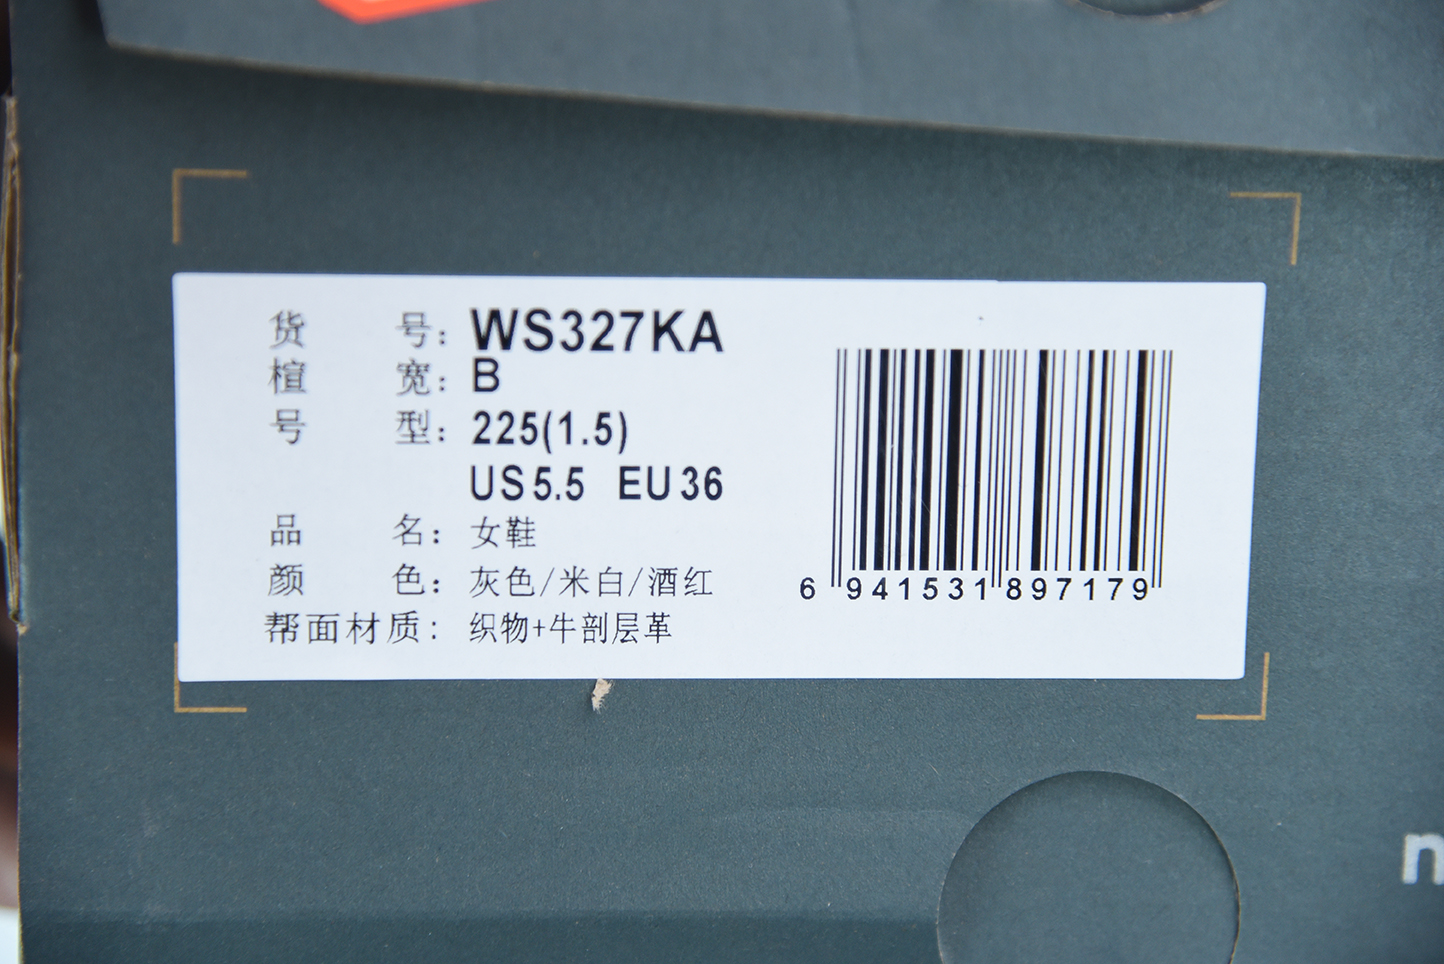 货号：WS327KA
楦宽：B
号型：225(1.5)
US5.5 EU36
品名：女鞋
颜色：灰色/米白/酒红
帮面材质：织物+牛剖层革
6 941531 897179
n